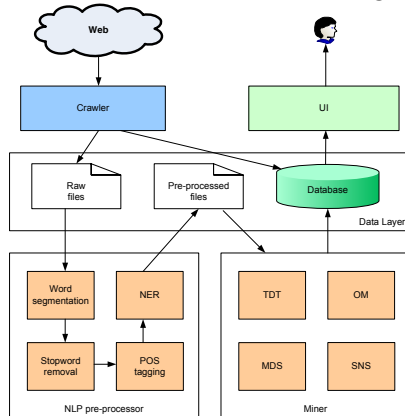 Web
Crawler
UI
Raw
files
Pre-processed
files
Database
Data Layer
Word
segmentation
NER
TDT
OM
Stopword
removal
POS
tagging
MDS
SNS
NLP pre-processor
Miner